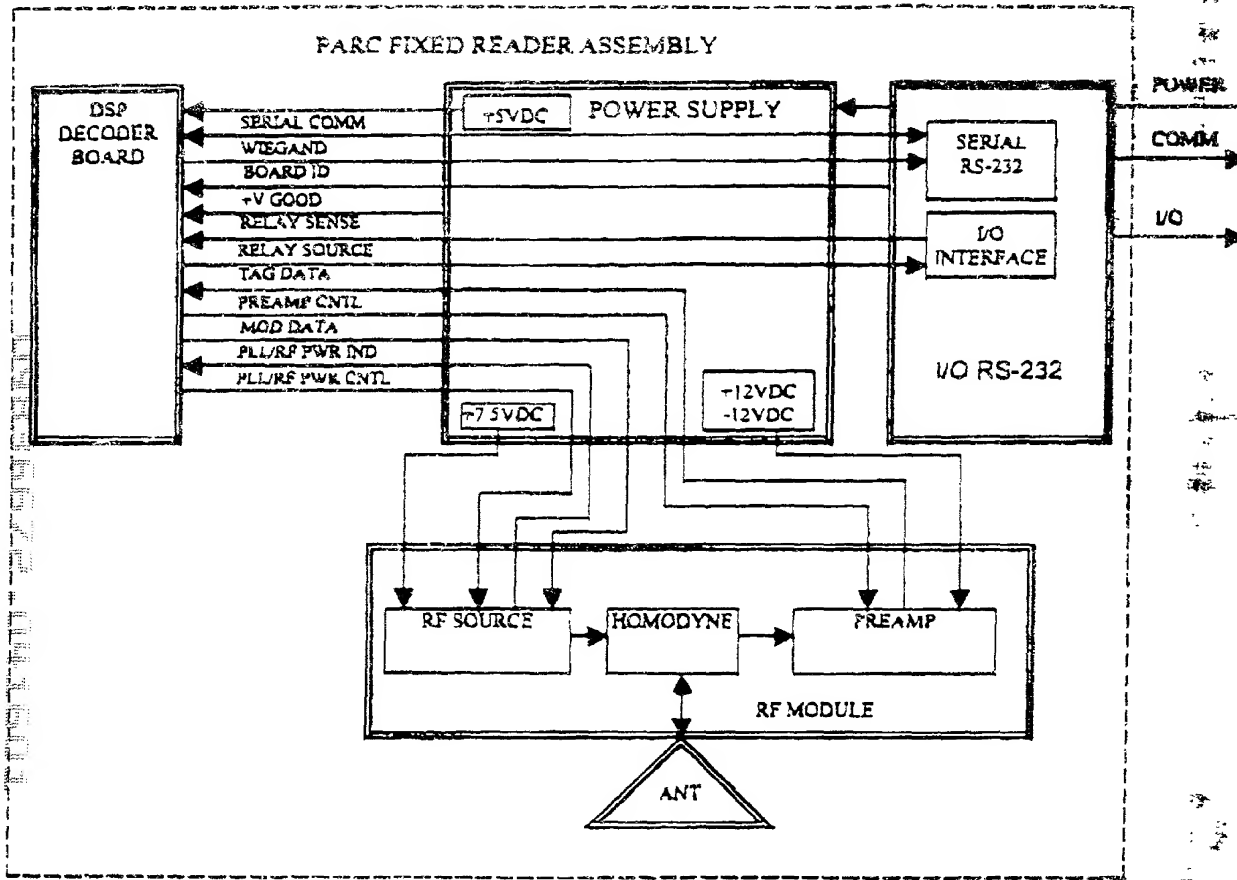 PARC FIXED READER ASSEMBLY
DSP
DECODER
BOARD
SERIAL COMM
WIEGAND
BOARD ID
+V GOOD
RELAY SENSE
RELAY SOURCE
TAG DATA
PREAMP CNTL
MOD DATA
PLL/RF PWR IND
PLL/RF PWR CNTL
+5VDC
POWER SUPPLY
+7.5VDC
+12VDC
-12VDC
SERIAL
RS-232
I/O
INTERFACE
I/O RS-232
POWER
COMM
I/O
RF SOURCE
HOMODYNE
PREAMP
RF MODULE
ANT